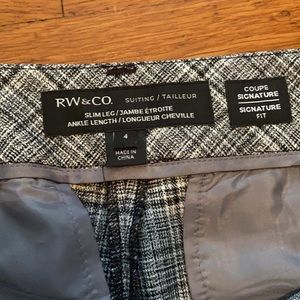 RW&CO. SUITING / TAILLEUR
SLIM LEG / JAMBE ÉTROITE
ANKLE LENGTH / LONGUEUR CHEVILLE
COUPE
SIGNATURE
SIGNATURE
FIT
4
MADE IN
CHINA